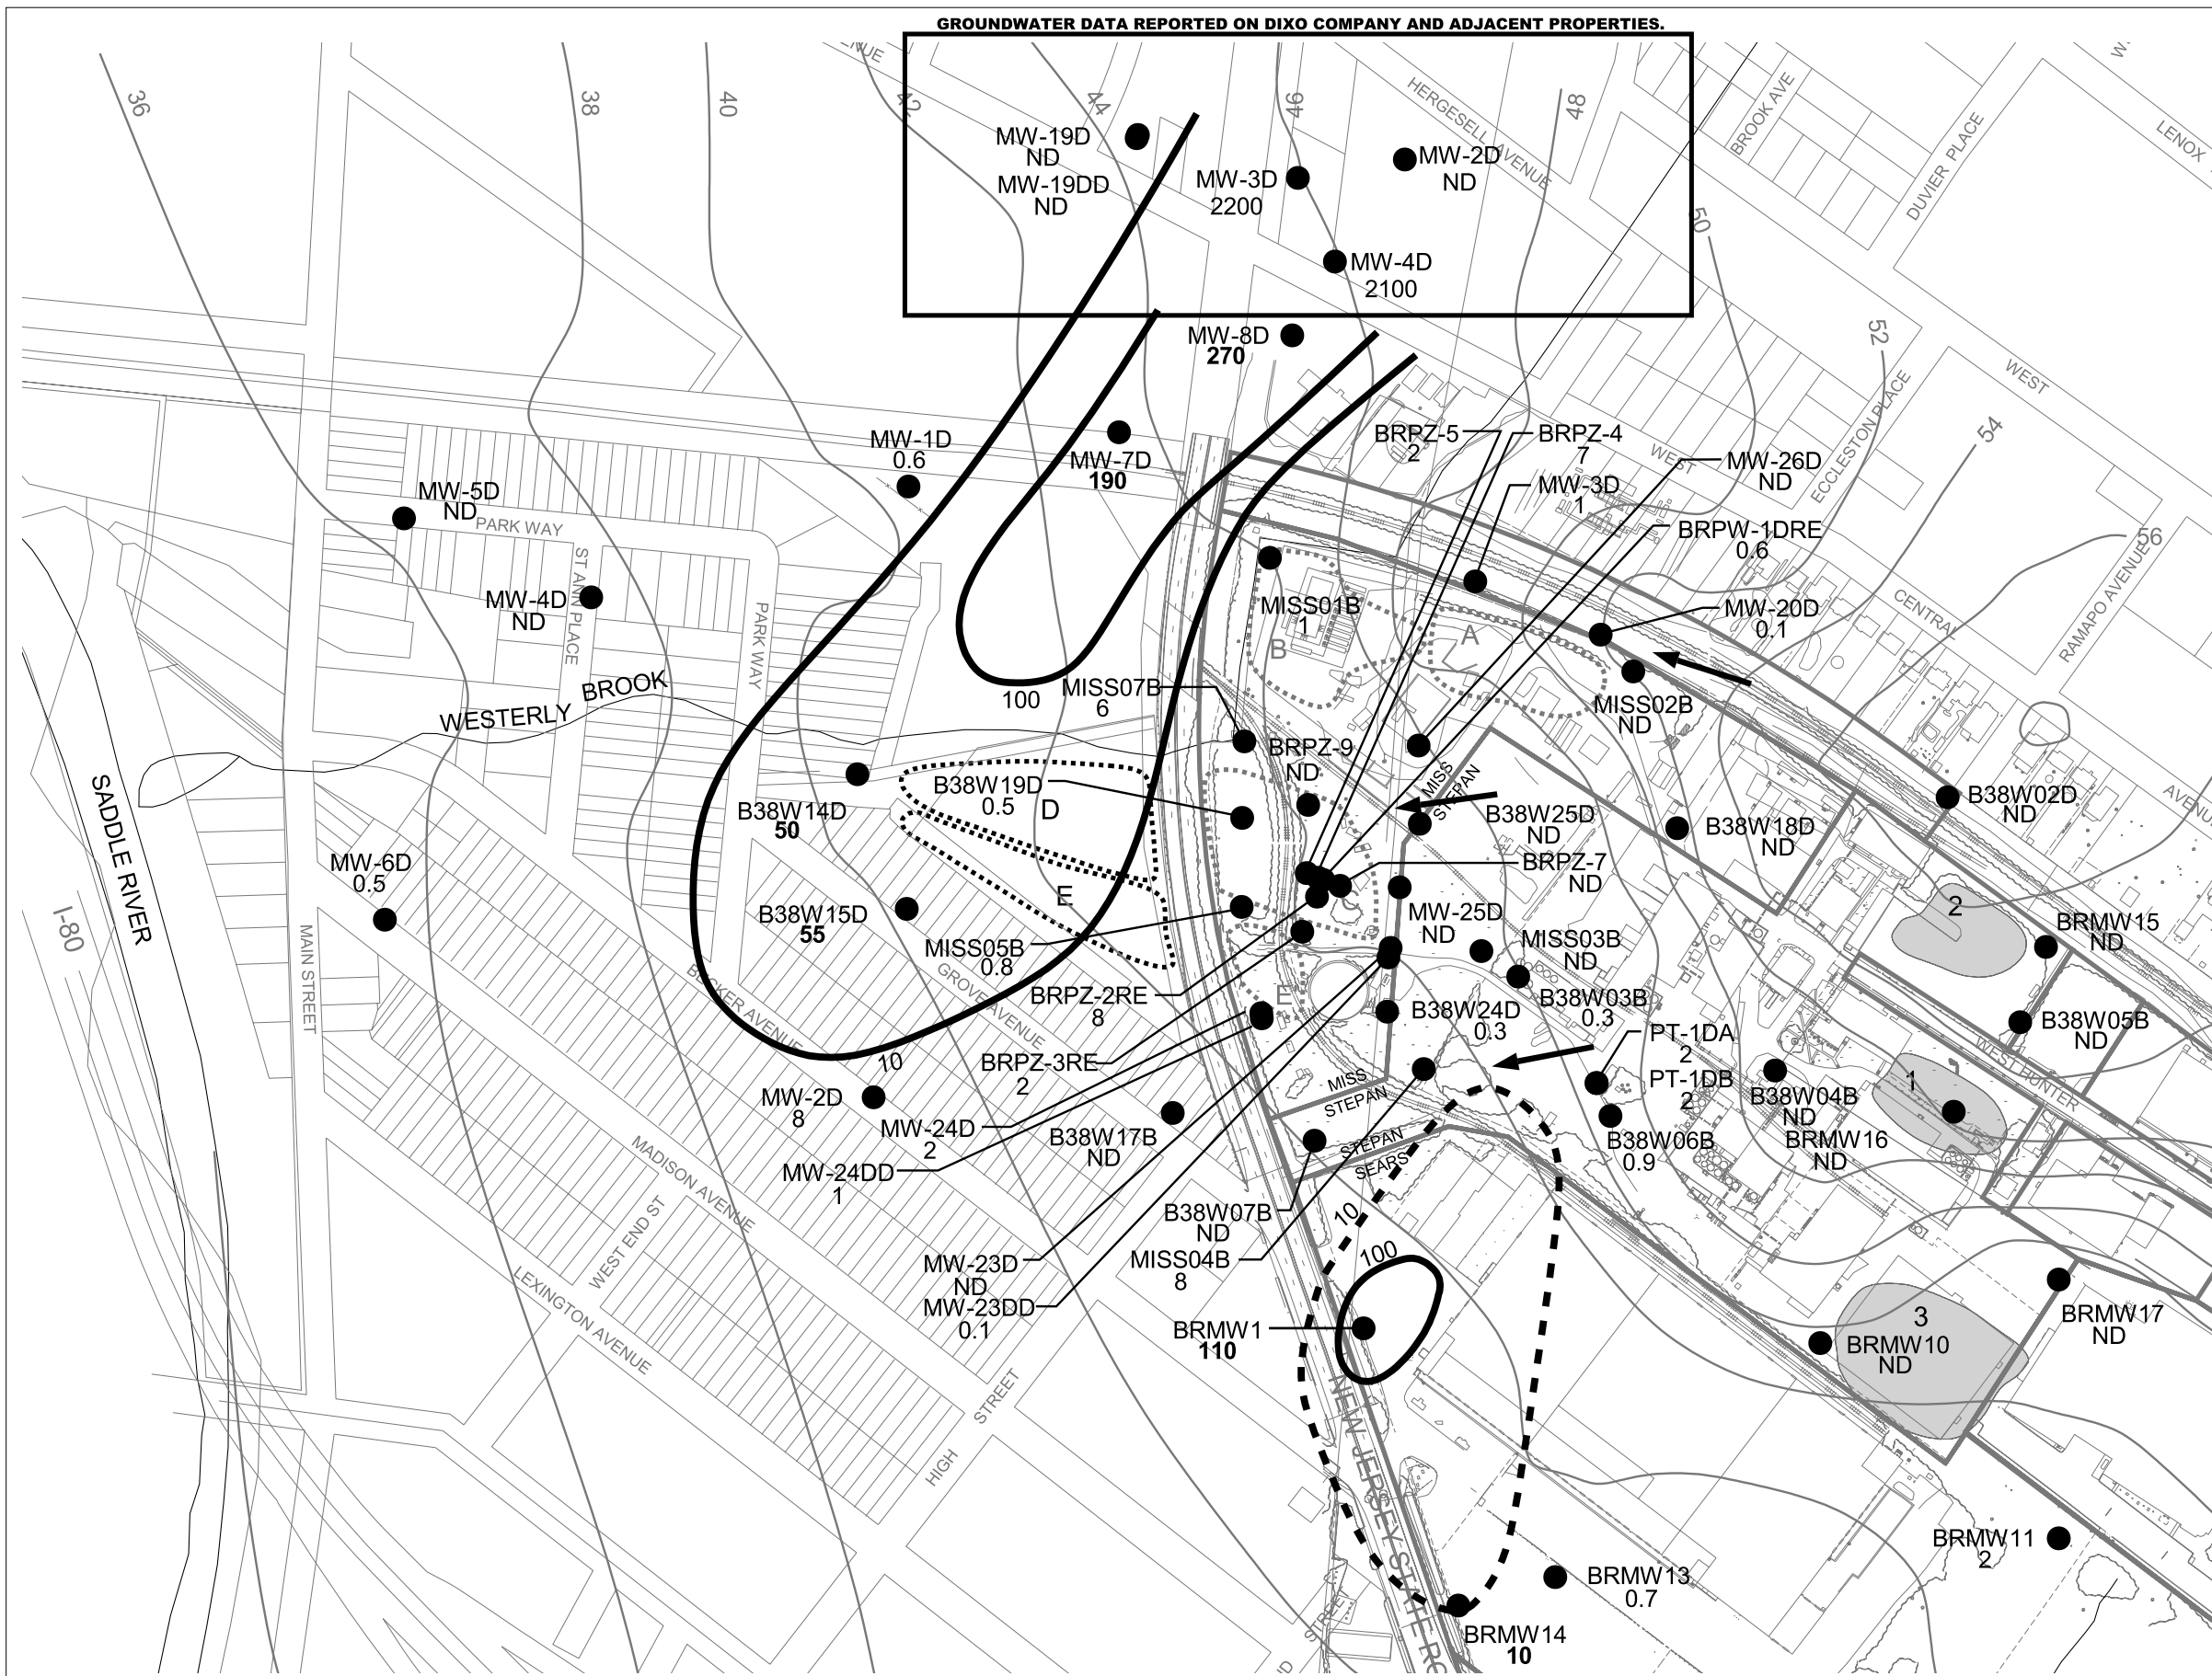 GROUNDWATER DATA REPORTED ON DIXO COMPANY AND ADJACENT PROPERTIES.
36
38
40
42
44
46
48
50
52
54
56
HERGESELL AVENUE
BROOK AVE
DUVIER PLACE
LENOX
WEST
ECCLESTON PLACE
WEST
CENTRAL
AVENUE
RAMAPO AVENUE
MW-19D
ND
MW-19DD
ND
MW-3D
2200
MW-2D
ND
MW-4D
2100
MW-8D
270
MW-1D
0.6
MW-7D
190
MW-5D
ND
PARK WAY
ST ANN PLACE
PARK WAY
MW-4D
ND
BRPZ-5
2
BRPZ-4
7
MW-3D
1
MW-26D
ND
BRPW-1DRE
0.6
MW-20D
0.1
MISS01B
1
A
B
MISS02B
ND
WESTERLY BROOK
100
MISS07B
6
BRPZ-9
ND
MISS
STEPAN
B38W19D
0.5
D
E
B38W14D
50
B38W15D
55
B38W25D
ND
BRPZ-7
ND
B38W18D
ND
B38W02D
ND
SADDLE RIVER
I-80
MAIN STREET
MW-6D
0.5
MISS05B
0.8
C
E
MW-25D
ND
MISS03B
ND
B38W03B
0.3
B38W24D
0.3
2
BRMW15
ND
B38W05B
ND
WEST HUNTER
BECKER AVENUE
GROVE AVENUE
10
BRPZ-2RE
8
BRPZ-3RE
2
MW-2D
8
MW-24D
2
MW-24DD
1
B38W17B
ND
MISS
STEPAN
STEPAN
SEARS
PT-1DA
2
PT-1DB
2
B38W06B
0.9
B38W04B
ND
BRMW16
ND
1
MADISON AVENUE
WEST END ST
LEXINGTON AVENUE
HIGH STREET
B38W07B
ND
MISS04B
8
MW-23D
ND
MW-23DD
0.1
BRMW1
110
10
100
3
BRMW10
ND
BRMW17
ND
NEW JERSEY STATE
STREET
BRMW11
2
BRMW13
0.7
BRMW14
10